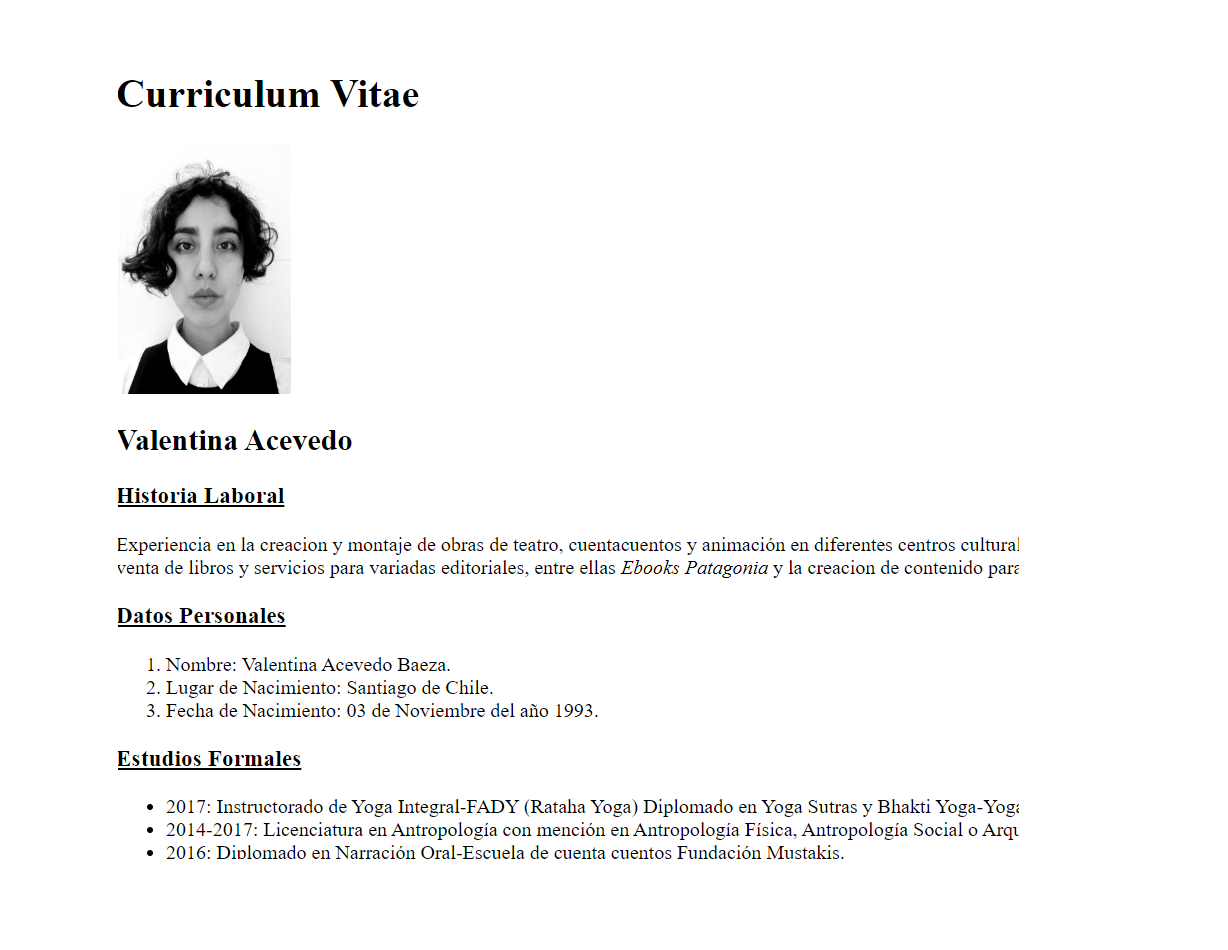 Curriculum Vitae
Valentina Acevedo
Historia Laboral
Experiencia en la creacion y montaje de obras de teatro, cuentacuentos y animación en diferentes centros cultural
venta de libros y servicios para variadas editoriales, entre ellas Ebooks Patagonia y la creacion de contenido para
Datos Personales
1. Nombre: Valentina Acevedo Baeza.
2. Lugar de Nacimiento: Santiago de Chile.
3. Fecha de Nacimiento: 03 de Noviembre del año 1993.
Estudios Formales
• 2017: Instructorado de Yoga Integral-FADY (Rataha Yoga) Diplomado en Yoga Sutras y Bhakti Yoga-Yoga
• 2014-2017: Licenciatura en Antropología con mención en Antropología Física, Antropología Social o Arqu
• 2016: Diplomado en Narración Oral-Escuela de cuenta cuentos Fundación Mustakis.